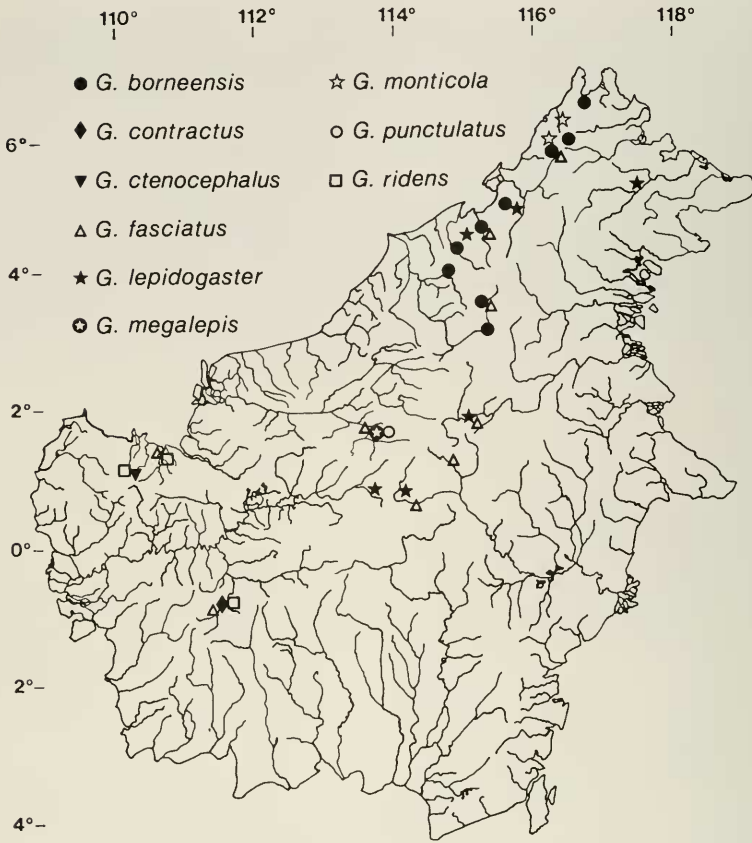 110° 112° 114° 116° 118°
G. borneensis
G. contractus
G. ctenocephalus
G. fasciatus
G. lepidogaster
G. megalepis
G. monticola
G. punctulatus
G. ridens
6°–
4°–
2°–
0°–
2°–
4°–